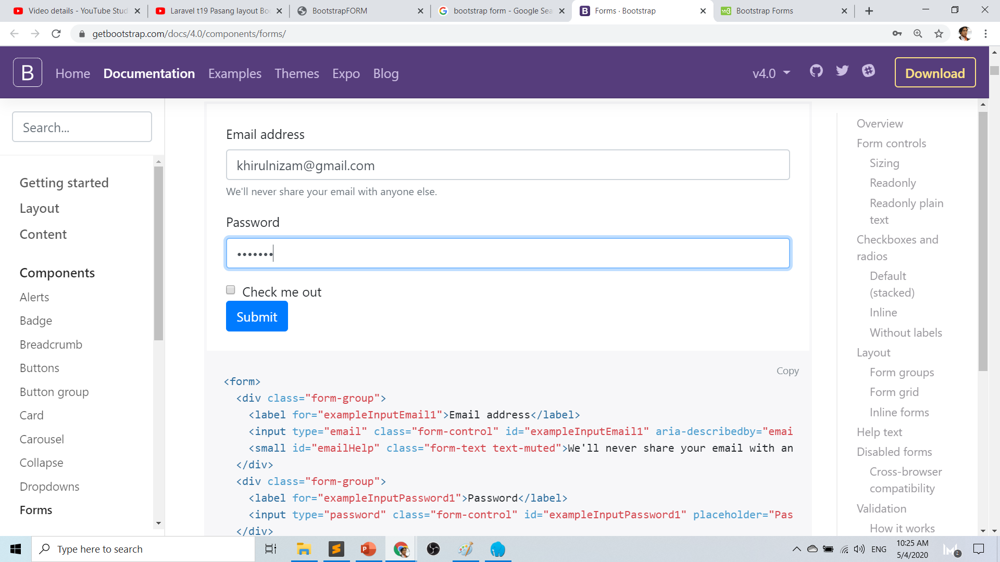 Video details - YouTube Stud
Laravel t19 Pasang layout Boo
BootstrapFORM
bootstrap form - Google Sea
Forms · Bootstrap
Bootstrap Forms
getbootstrap.com/docs/4.0/components/forms/
B
Home
Documentation
Examples
Themes
Expo
Blog
v4.0
Download
Search...
Getting started
Layout
Content
Components
Alerts
Badge
Breadcrumb
Buttons
Button group
Card
Carousel
Collapse
Dropdowns
Forms
Email address
khirulnizam@gmail.com
We'll never share your email with anyone else.
Password
•••••••
Check me out
Submit
Copy
<form>
<div class="form-group">
<label for="exampleInputEmail1">Email address</label>
<input type="email" class="form-control" id="exampleInputEmail1" aria-describedby="emai
<small id="emailHelp" class="form-text text-muted">We'll never share your email with an
</div>
<div class="form-group">
<label for="exampleInputPassword1">Password</label>
<input type="password" class="form-control" id="exampleInputPassword1" placeholder="Pas
</div>
Overview
Form controls
Sizing
Readonly
Readonly plain
text
Checkboxes and
radios
Default
(stacked)
Inline
Without labels
Layout
Form groups
Form grid
Inline forms
Help text
Disabled forms
Cross-browser
compatibility
Validation
How it works
Type here to search
ENG
10:25 AM
5/4/2020
2